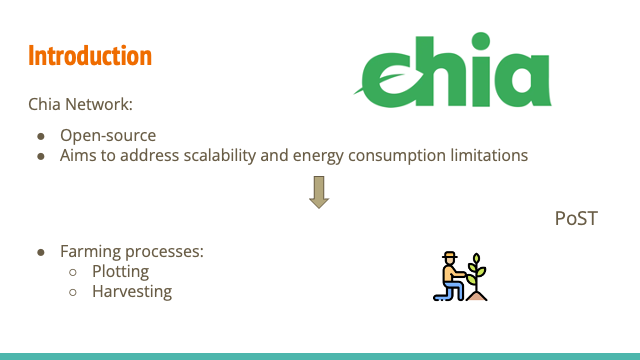 Introduction
chia
Chia Network:
● Open-source
● Aims to address scalability and energy consumption limitations
PoST
● Farming processes:
○ Plotting
○ Harvesting